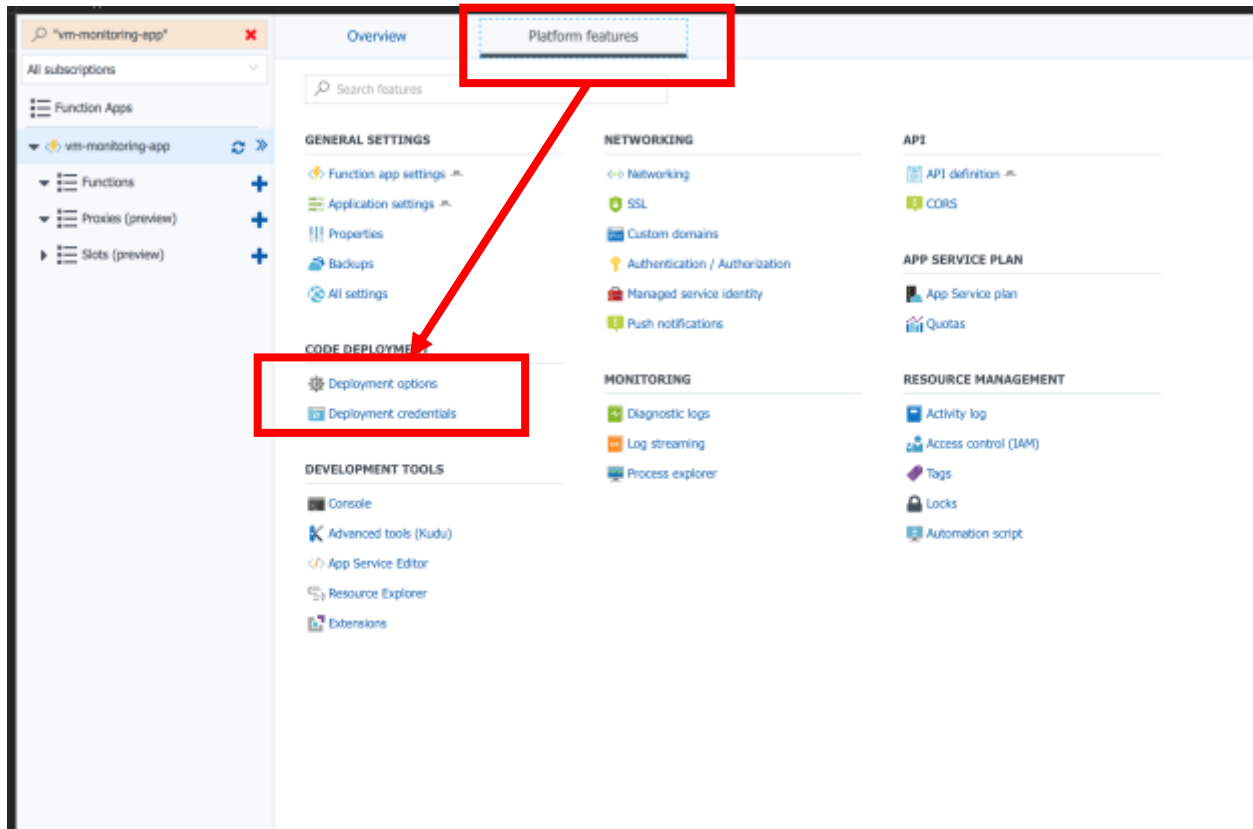 "vm-monitoring-app"
All subscriptions
Function Apps
vm-monitoring-app
Functions
Proxies (preview)
Slots (preview)
Overview
Platform features
Search features
GENERAL SETTINGS
Function app settings
Application settings
Properties
Backups
All settings
CODE DEPLOYMENT
Deployment options
Deployment credentials
DEVELOPMENT TOOLS
Console
Advanced tools (Kudu)
App Service Editor
Resource Explorer
Extensions
NETWORKING
Networking
SSL
Custom domains
Authentication / Authorization
Managed service identity
Push notifications
MONITORING
Diagnostic logs
Log streaming
Process explorer
API
API definition
CORS
APP SERVICE PLAN
App Service plan
Quotas
RESOURCE MANAGEMENT
Activity log
Access control (IAM)
Tags
Locks
Automation script